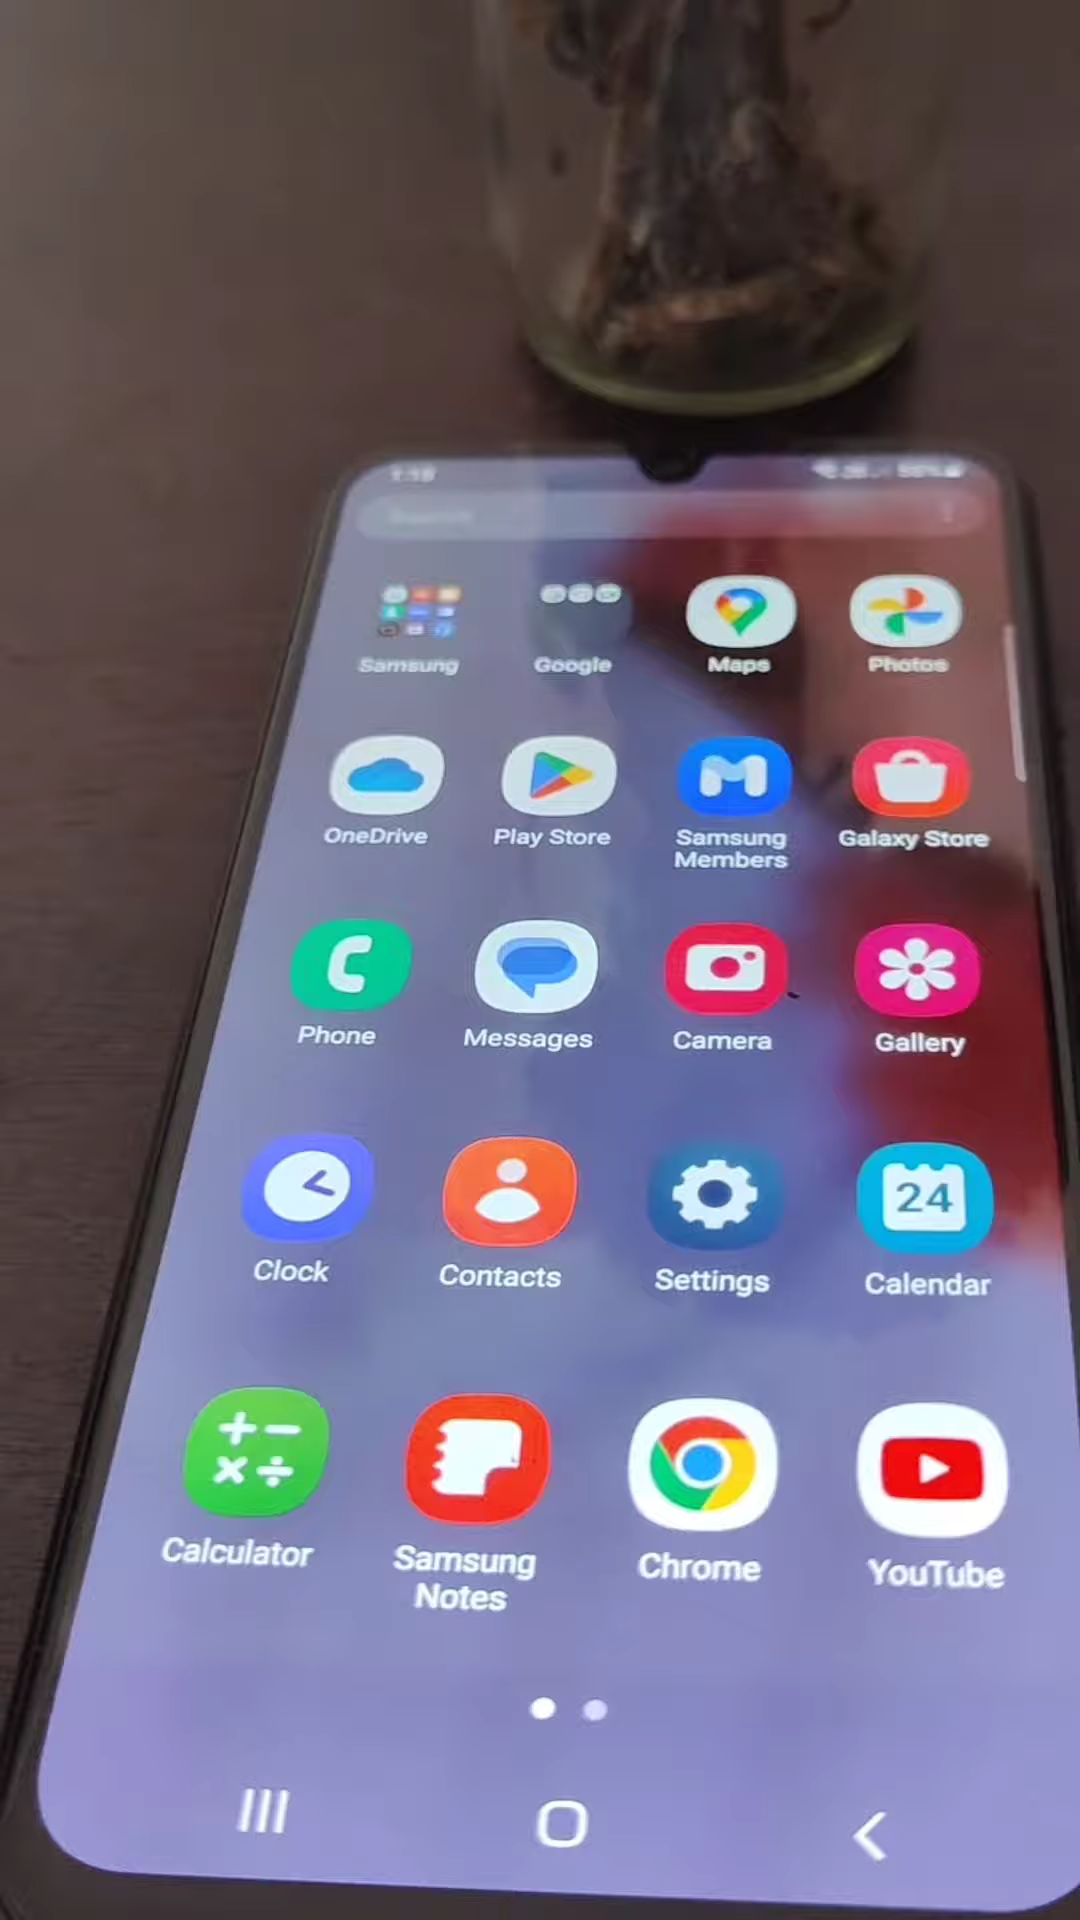 Samsung
Google
Maps
Photos
OneDrive
Play Store
Samsung
Members
Galaxy Store
Phone
Messages
Camera
Gallery
Clock
Contacts
Settings
24
Calendar
Calculator
Samsung
Notes
Chrome
YouTube